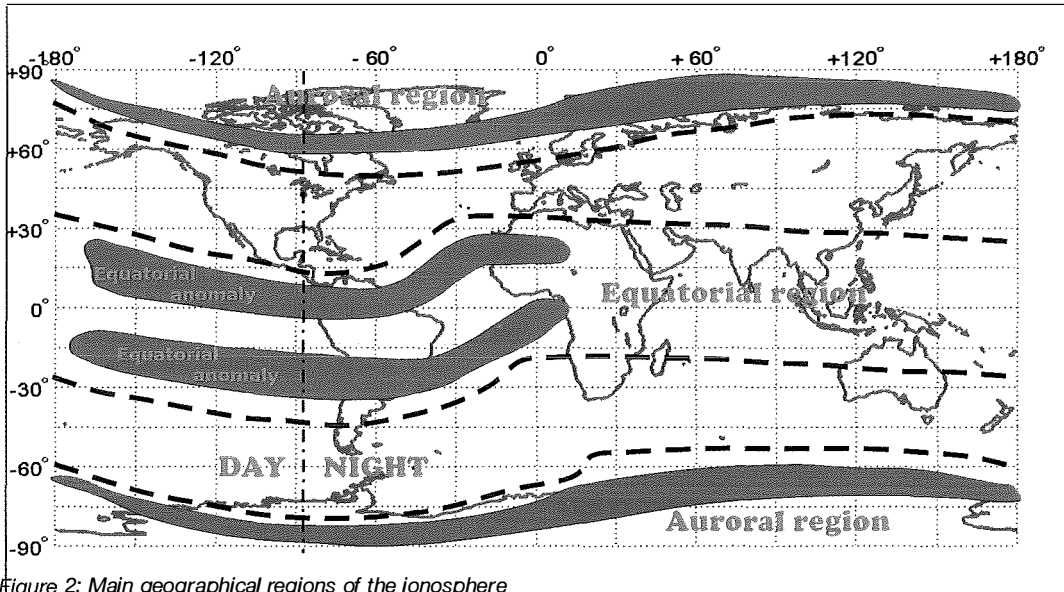 -180° -120° -60° 0° +60° +120° +180°
+90
Auroral region
+60°
+30°
Equatorial
anomaly
Equatorial region
0°
Equatorial
anomaly
-30°
-60°
DAY NIGHT
Auroral region
-90°
Figure 2: Main geographical regions of the ionosphere